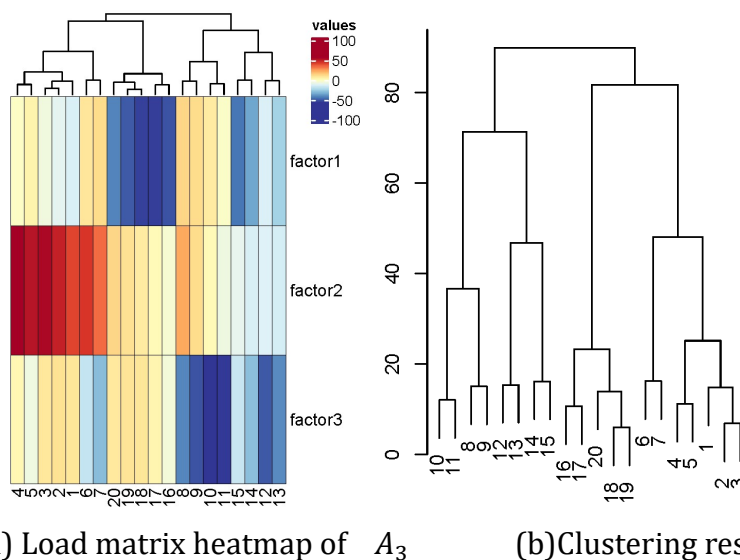 values
100
50
0
-50
-100
factor1
factor2
factor3
4 5 3 2 1 6 7 20 19 18 17 16 8 9 10 11 15 14 12 13
80
60
40
20
0
10 11 8 9 12 13 14 15 16 17 20 18 19 6 7 4 5 1 2 3
) Load matrix heatmap of A3
(b)Clustering res